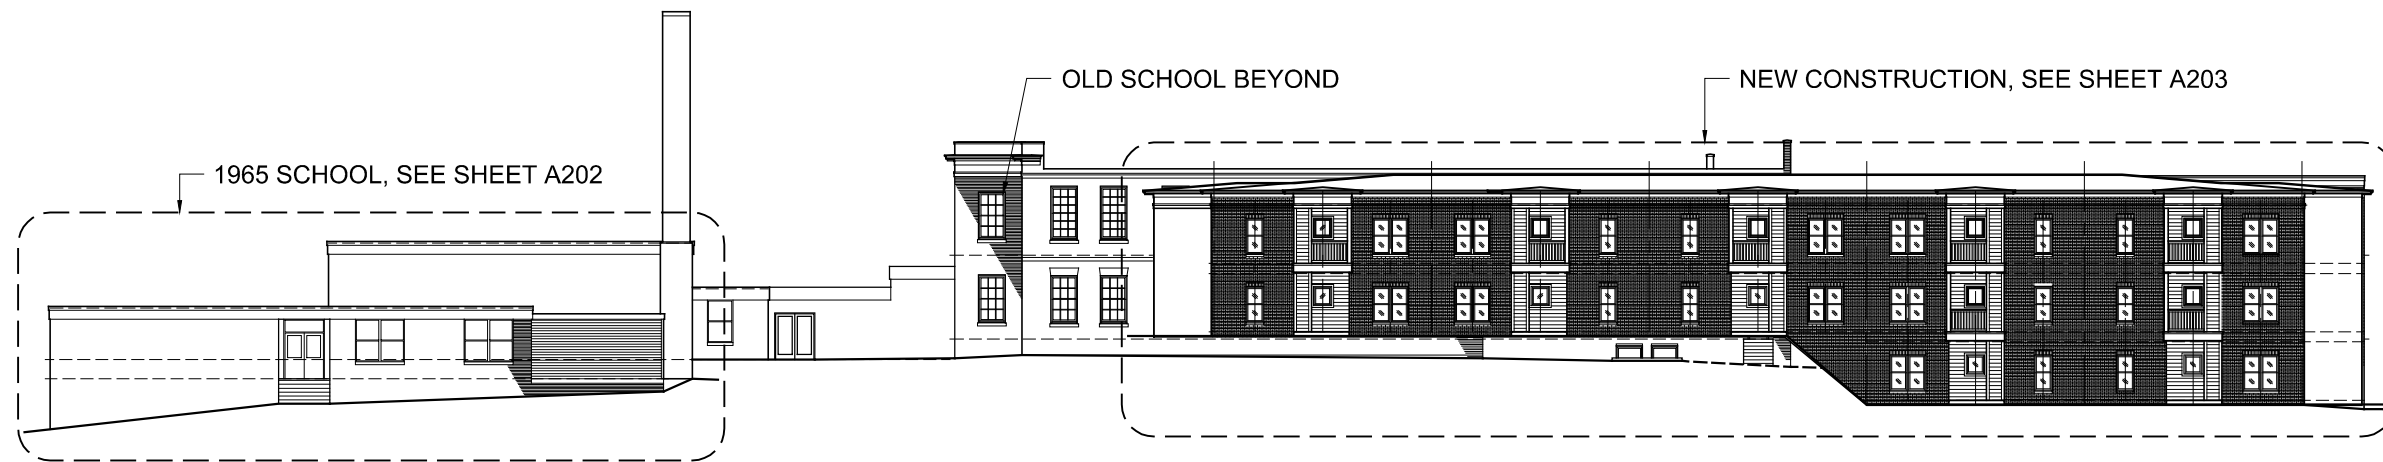 OLD SCHOOL BEYOND
NEW CONSTRUCTION, SEE SHEET A203
1965 SCHOOL, SEE SHEET A202